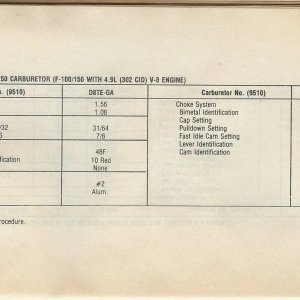 50 CARBURETOR (F-100/150 WITH 4.9L (302 CID) V-8 ENGINE)
o. (9510) D8TE-GA Carburetor No. (9510)
1.56 Choke System
1.08 Bimetal Identification
Cap Setting
/32 31/64 Pulldown Setting
6 7/8 Fast Idle Cam Setting
Lever Identification
48F Cam Identification
fication 10 Red
None
#2
Alum.
rocedure.